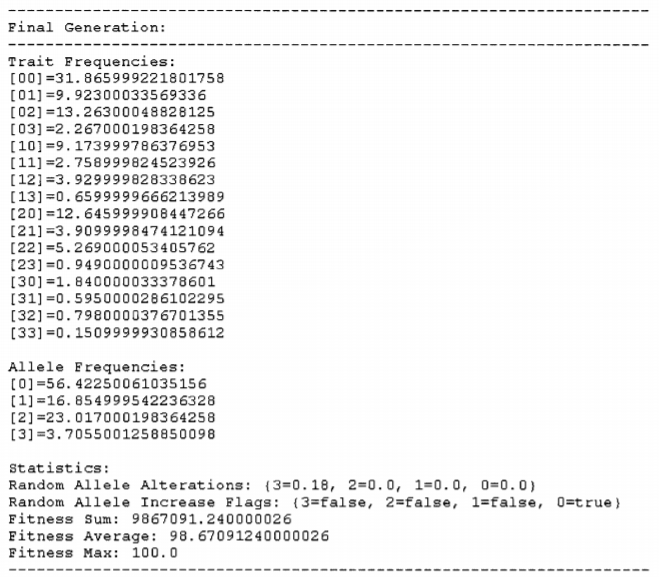 Final Generation:
Trait Frequencies:
[00]=31.865999221801758
[01]=9.92300033569336
[02]=13.26300048828125
[03]=2.267000198364258
[10]=9.173999786376953
[11]=2.758999824523926
[12]=3.929999828338623
[13]=0.6599999666213989
[20]=12.645999908447266
[21]=3.9099998474121094
[22]=5.269000053405762
[23]=0.9490000009536743
[30]=1.840000033378601
[31]=0.5950000286102295
[32]=0.7980000376701355
[33]=0.1509999930858612
Allele Frequencies:
[0]=56.42250061035156
[1]=16.854999542236328
[2]=23.017000198364258
[3]=3.7055001258850098
Statistics:
Random Allele Alterations: {3=0.18, 2=0.0, 1=0.0, 0=0.0}
Random Allele Increase Flags: {3=false, 2=false, 1=false, 0=true}
Fitness Sum: 9867091.240000026
Fitness Average: 98.67091240000026
Fitness Max: 100.0